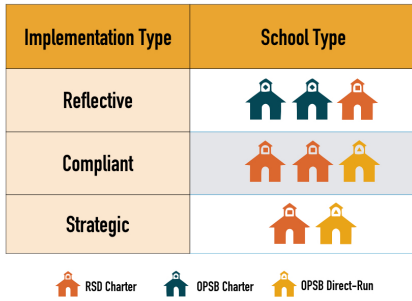 Implementation Type School Type
Reflective
Compliant
Strategic
RSD Charter OPSB Charter OPSB Direct-Run